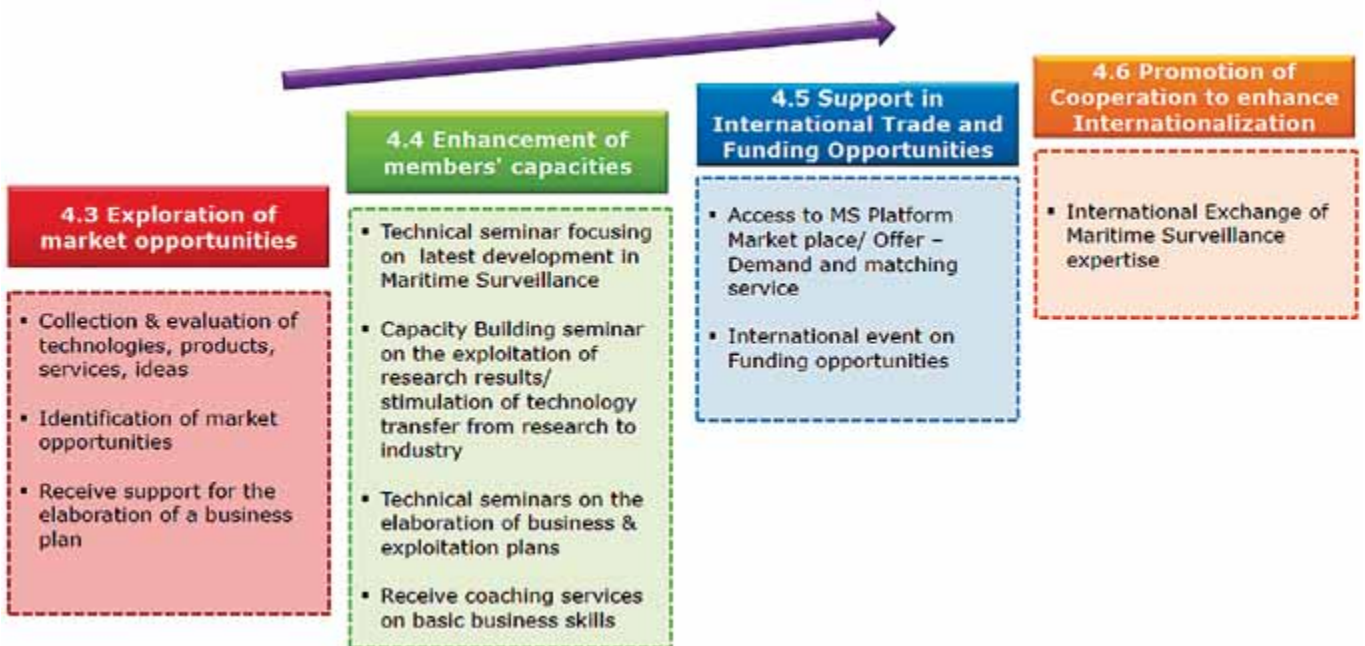 4.3 Exploration of
market opportunities
▪ Collection & evaluation of
technologies, products,
services, ideas
▪ Identification of market
opportunities
▪ Receive support for the
elaboration of a business
plan
4.4 Enhancement of
members' capacities
▪ Technical seminar focusing
on latest development in
Maritime Surveillance
▪ Capacity Building seminar
on the exploitation of
research results/
stimulation of technology
transfer from research to
industry
▪ Technical seminars on the
elaboration of business &
exploitation plans
▪ Receive coaching services
on basic business skills
4.5 Support in
International Trade and
Funding Opportunities
▪ Access to MS Platform
Market place/ Offer –
Demand and matching
service
▪ International event on
Funding opportunities
4.6 Promotion of
Cooperation to enhance
Internationalization
▪ International Exchange of
Maritime Surveillance
expertise